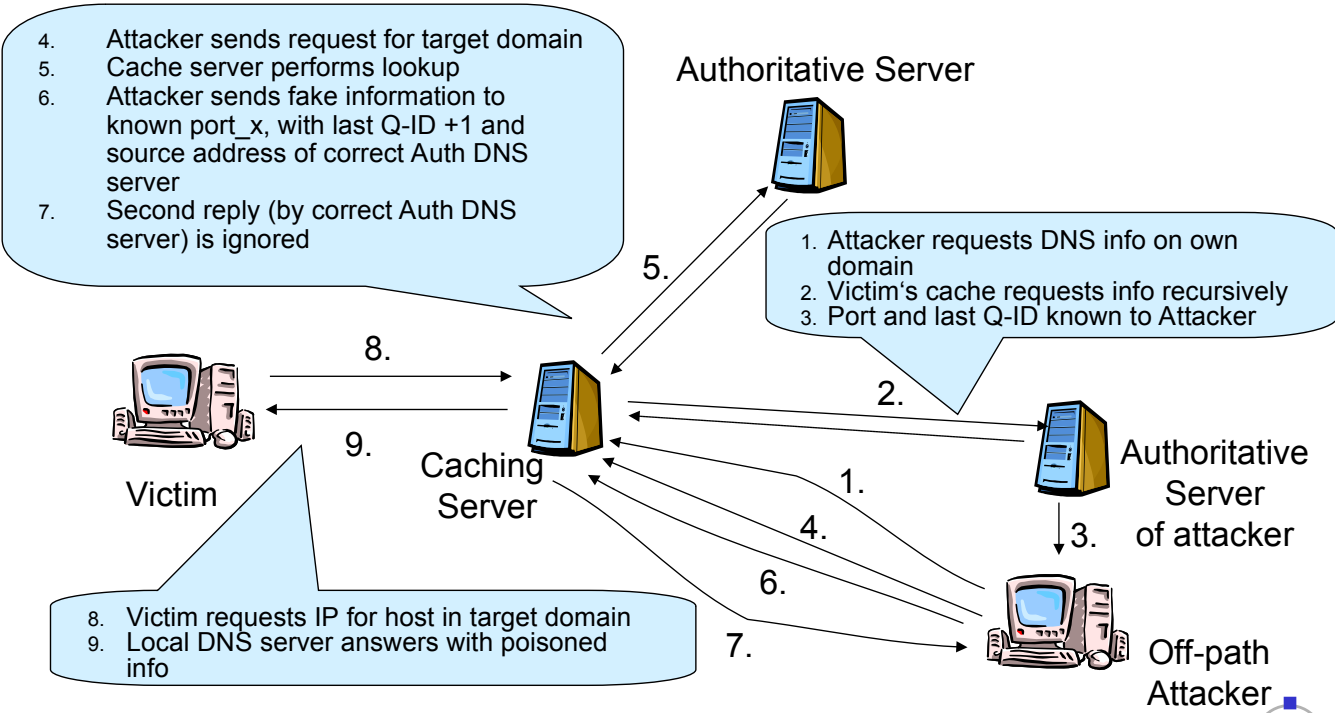 4. Attacker sends request for target domain
5. Cache server performs lookup
6. Attacker sends fake information to
known port_x, with last Q-ID +1 and
source address of correct Auth DNS
server
7. Second reply (by correct Auth DNS
server) is ignored
Authoritative Server
1. Attacker requests DNS info on own
domain
2. Victim‘s cache requests info recursively
3. Port and last Q-ID known to Attacker
5.
8.
2.
9.
Victim
Caching
Server
Authoritative
Server
of attacker
1.
4.
3.
6.
7.
8. Victim requests IP for host in target domain
9. Local DNS server answers with poisoned
info
Off-path
Attacker